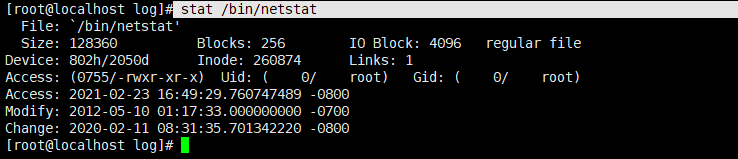 [root@localhost log]# stat /bin/netstat
  File: `/bin/netstat'
  Size: 128360          Blocks: 256        IO Block: 4096   regular file
Device: 802h/2050d      Inode: 260874      Links: 1
Access: (0755/-rwxr-xr-x)  Uid: (    0/    root)   Gid: (    0/    root)
Access: 2021-02-23 16:49:29.760747489 -0800
Modify: 2012-05-10 01:17:33.000000000 -0700
Change: 2020-02-11 08:31:35.701342220 -0800
[root@localhost log]#